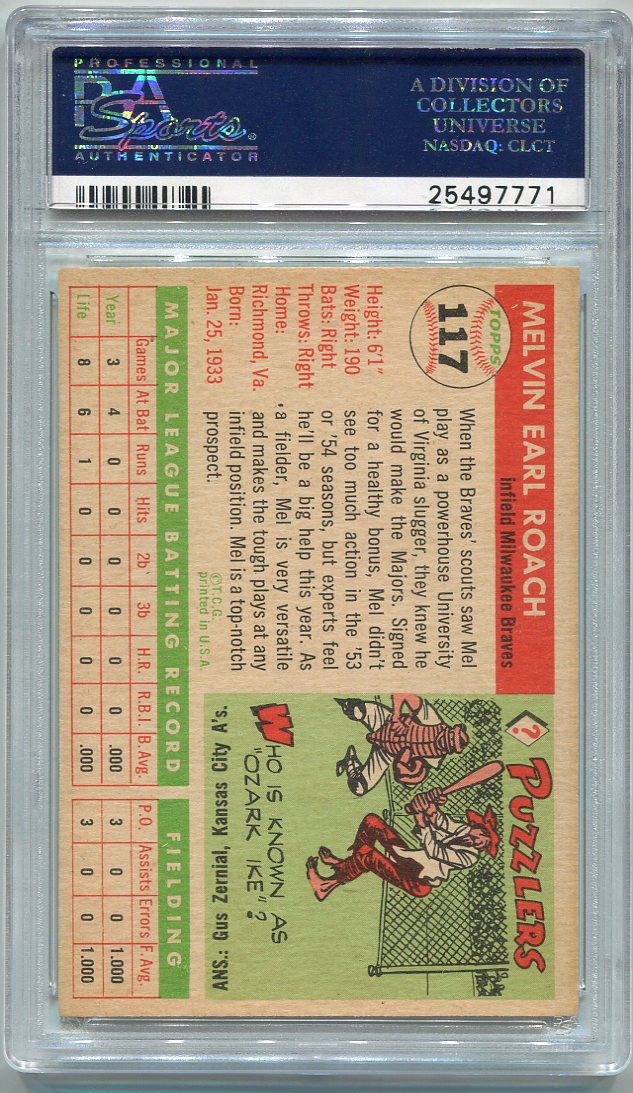 PROFESSIONAL
PSA
Sports
AUTHENTICATOR
A DIVISION OF
COLLECTORS
UNIVERSE
NASDAQ: CLCT
25497771
TOPPS
117
MELVIN EARL ROACH
infield Milwaukee Braves
Height: 6'1"
Weight: 190
Bats: Right
Throws: Right
Home:
Richmond, Va.
Born:
Jan. 25, 1933
When the Braves' scouts saw Mel
play as a powerhouse University
of Virginia slugger, they knew he
would make the Majors. Signed
for a healthy bonus, Mel didn't
see too much action in the '53
or '54 seasons, but experts feel
he'll be a big help this year. As
a fielder, Mel is very versatile
and makes the tough plays at any
infield position. Mel is a top-notch
prospect.
© T.C.G.
printed in U.S.A.
?
PUZZLERS
WHO IS KNOWN AS
"OZARK IKE"?
ANS.: Gus Zernial, Kansas City A's.
MAJOR LEAGUE BATTING RECORD
Games At Bat Runs Hits 2b 3b H.R. R.B.I. B. Avg.
Year 3 4 0 0 0 0 0 0 .000
Life 8 6 1 0 0 0 0 0 .000
FIELDING
P.O. Assists Errors F. Avg.
3 0 0 1.000
3 0 0 1.000